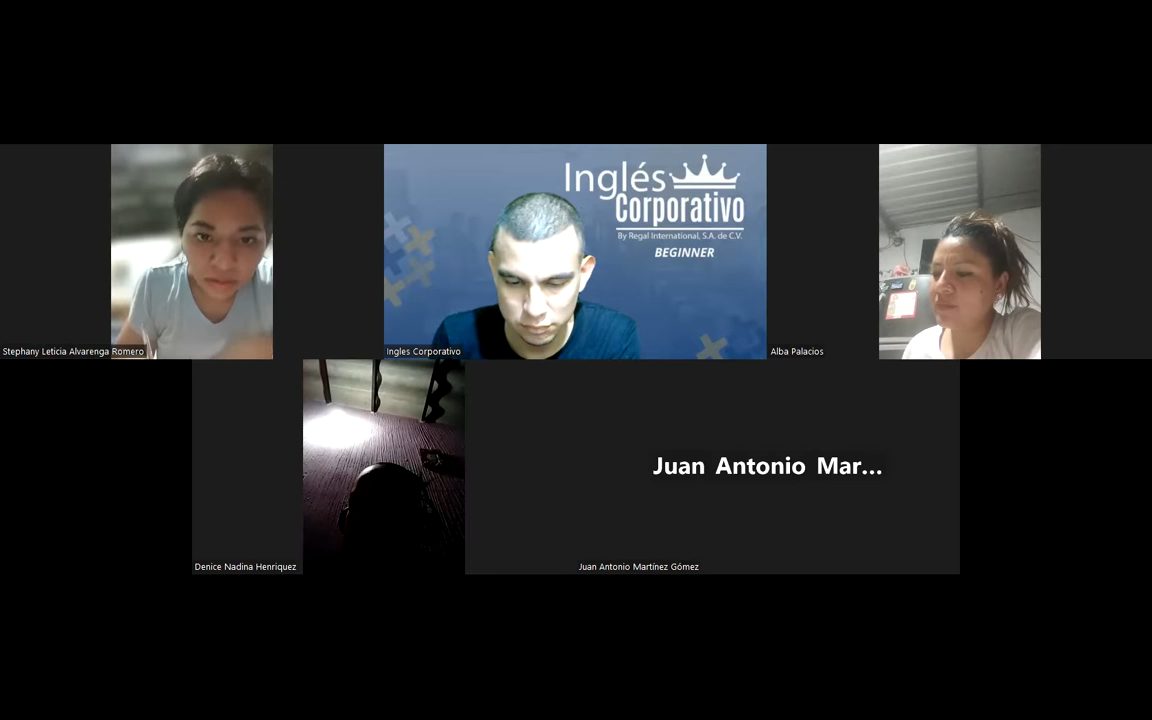 Inglés
Corporativo
By Regal International, S.A. de C.V.
BEGINNER
Stephany Leticia Alvarenga Romero
Ingles Corporativo
Alba Palacios
Juan Antonio Mar...
Denice Nadina Henriquez
Juan Antonio Martínez Gómez